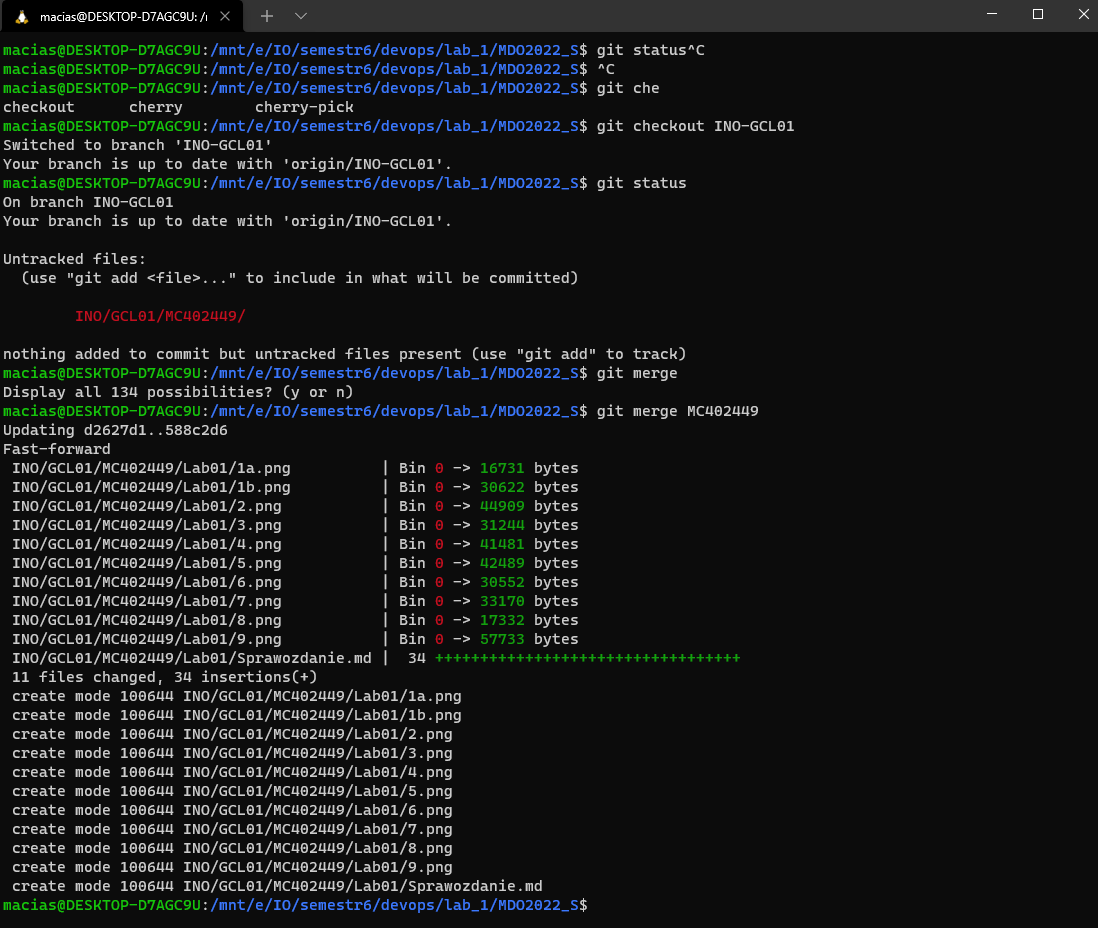 macias@DESKTOP-D7AGC9U: /r
macias@DESKTOP-D7AGC9U:/mnt/e/IO/semestr6/devops/lab_1/MDO2022_S$ git status^C
macias@DESKTOP-D7AGC9U:/mnt/e/IO/semestr6/devops/lab_1/MDO2022_S$ ^C
macias@DESKTOP-D7AGC9U:/mnt/e/IO/semestr6/devops/lab_1/MDO2022_S$ git che
checkout      cherry        cherry-pick
macias@DESKTOP-D7AGC9U:/mnt/e/IO/semestr6/devops/lab_1/MDO2022_S$ git checkout INO-GCL01
Switched to branch 'INO-GCL01'
Your branch is up to date with 'origin/INO-GCL01'.
macias@DESKTOP-D7AGC9U:/mnt/e/IO/semestr6/devops/lab_1/MDO2022_S$ git status
On branch INO-GCL01
Your branch is up to date with 'origin/INO-GCL01'.

Untracked files:
  (use "git add <file>..." to include in what will be committed)

        INO/GCL01/MC402449/

nothing added to commit but untracked files present (use "git add" to track)
macias@DESKTOP-D7AGC9U:/mnt/e/IO/semestr6/devops/lab_1/MDO2022_S$ git merge
Display all 134 possibilities? (y or n)
macias@DESKTOP-D7AGC9U:/mnt/e/IO/semestr6/devops/lab_1/MDO2022_S$ git merge MC402449
Updating d2627d1..588c2d6
Fast-forward
 INO/GCL01/MC402449/Lab01/1a.png          | Bin 0 -> 16731 bytes
 INO/GCL01/MC402449/Lab01/1b.png          | Bin 0 -> 30622 bytes
 INO/GCL01/MC402449/Lab01/2.png           | Bin 0 -> 44909 bytes
 INO/GCL01/MC402449/Lab01/3.png           | Bin 0 -> 31244 bytes
 INO/GCL01/MC402449/Lab01/4.png           | Bin 0 -> 41481 bytes
 INO/GCL01/MC402449/Lab01/5.png           | Bin 0 -> 42489 bytes
 INO/GCL01/MC402449/Lab01/6.png           | Bin 0 -> 30552 bytes
 INO/GCL01/MC402449/Lab01/7.png           | Bin 0 -> 33170 bytes
 INO/GCL01/MC402449/Lab01/8.png           | Bin 0 -> 17332 bytes
 INO/GCL01/MC402449/Lab01/9.png           | Bin 0 -> 57733 bytes
 INO/GCL01/MC402449/Lab01/Sprawozdanie.md |  34 ++++++++++++++++++++++++++++++++++
 11 files changed, 34 insertions(+)
 create mode 100644 INO/GCL01/MC402449/Lab01/1a.png
 create mode 100644 INO/GCL01/MC402449/Lab01/1b.png
 create mode 100644 INO/GCL01/MC402449/Lab01/2.png
 create mode 100644 INO/GCL01/MC402449/Lab01/3.png
 create mode 100644 INO/GCL01/MC402449/Lab01/4.png
 create mode 100644 INO/GCL01/MC402449/Lab01/5.png
 create mode 100644 INO/GCL01/MC402449/Lab01/6.png
 create mode 100644 INO/GCL01/MC402449/Lab01/7.png
 create mode 100644 INO/GCL01/MC402449/Lab01/8.png
 create mode 100644 INO/GCL01/MC402449/Lab01/9.png
 create mode 100644 INO/GCL01/MC402449/Lab01/Sprawozdanie.md
macias@DESKTOP-D7AGC9U:/mnt/e/IO/semestr6/devops/lab_1/MDO2022_S$